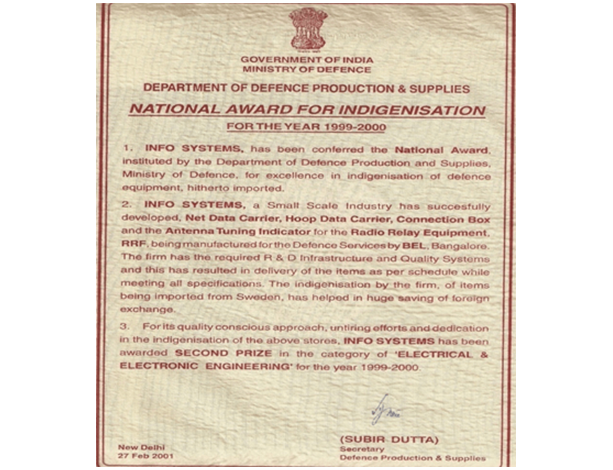 GOVERNMENT OF INDIA
MINISTRY OF DEFENCE
DEPARTMENT OF DEFENCE PRODUCTION & SUPPLIES
NATIONAL AWARD FOR INDIGENISATION
FOR THE YEAR 1999-2000
1. INFO SYSTEMS, has been conferred the National Award,
instituted by the Department of Defence Production and Supplies,
Ministry of Defence, for excellence in indigenisation of defence
equipment, hitherto imported.
2. INFO SYSTEMS, a Small Scale Industry has succesfully
developed, Net Data Carrier, Hoop Data Carrier, Connection Box
and the Antenna Tuning Indicator for the Radio Relay Equipment,
RRF, being manufactured for the Defence Services by BEL, Bangalore.
The firm has the required R & D Infrastructure and Quality Systems
and this has resulted in delivery of the items as per schedule while
meeting all specifications. The indigenisation by the firm, of items
being imported from Sweden, has helped in huge saving of foreign
exchange.
3. For its quality conscious approach, untiring efforts and dedication
in the indigenisation of the above stores, INFO SYSTEMS has been
awarded SECOND PRIZE in the category of 'ELECTRICAL &
ELECTRONIC ENGINEERING' for the year 1999-2000.
(SUBIR DUTTA)
New Delhi Secretary
27 Feb 2001 Defence Production & Supplies